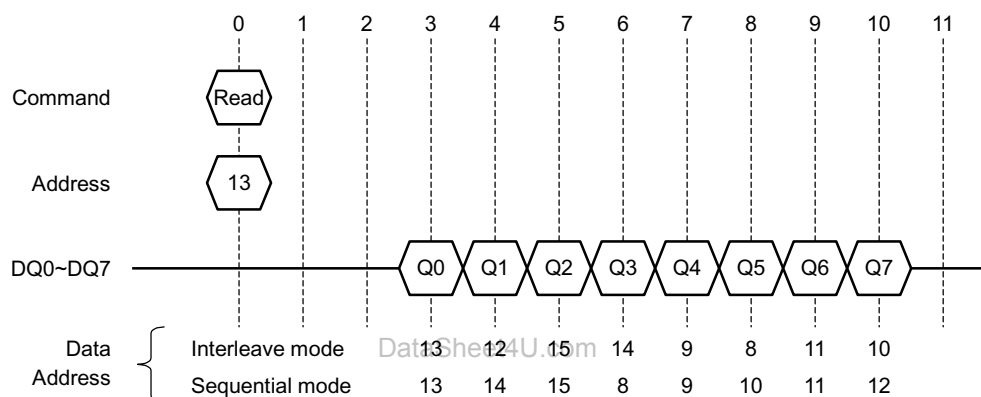 0 1 2 3 4 5 6 7 8 9 10 11
Command Read
Address 13
DQ0~DQ7 Q0 Q1 Q2 Q3 Q4 Q5 Q6 Q7
Data Address
Interleave mode 13 12 15 14 9 8 11 10
DataSheet4U.com
Sequential mode 13 14 15 8 9 10 11 12